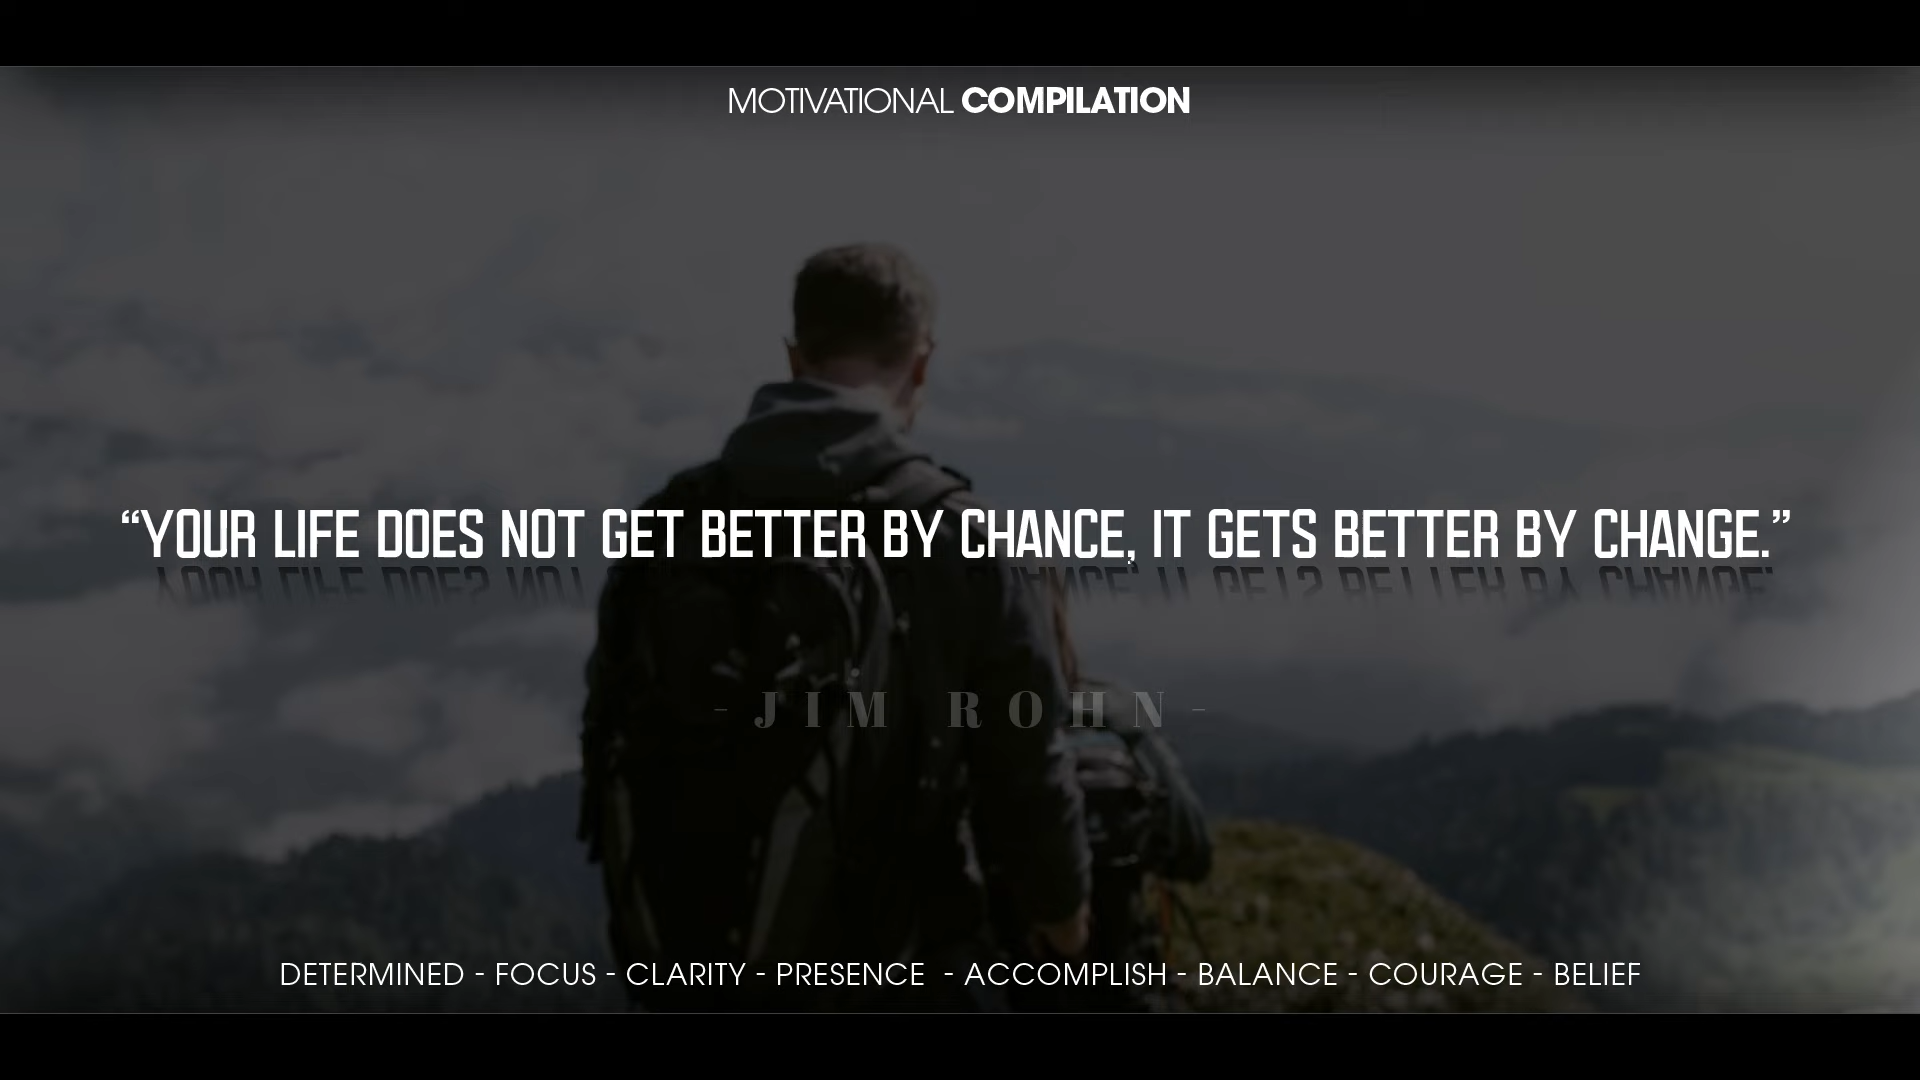 MOTIVATIONAL COMPILATION
“YOUR LIFE DOES NOT GET BETTER BY CHANCE, IT GETS BETTER BY CHANGE.”
-JIM ROHN-
DETERMINED - FOCUS - CLARITY - PRESENCE - ACCOMPLISH - BALANCE - COURAGE - BELIEF